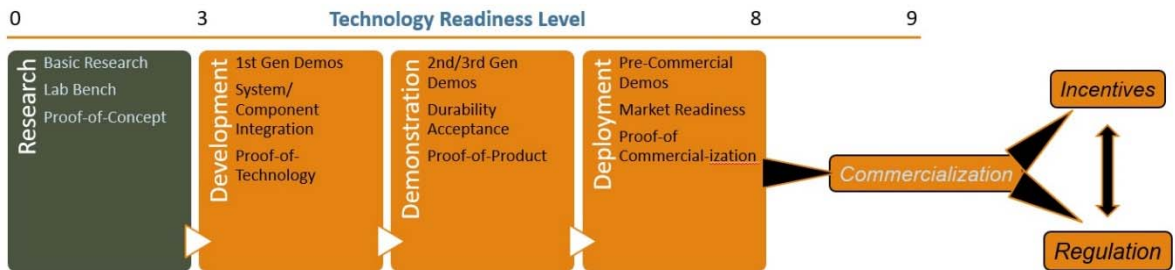 0 3 Technology Readiness Level 8 9
Research
Basic Research
Lab Bench
Proof-of-Concept
Development
1st Gen Demos
System/
Component
Integration
Proof-of-
Technology
Demonstration
2nd/3rd Gen
Demos
Durability
Acceptance
Proof-of-Product
Deployment
Pre-Commercial
Demos
Market Readiness
Proof-of
Commercial-ization
Commercialization
Incentives
Regulation